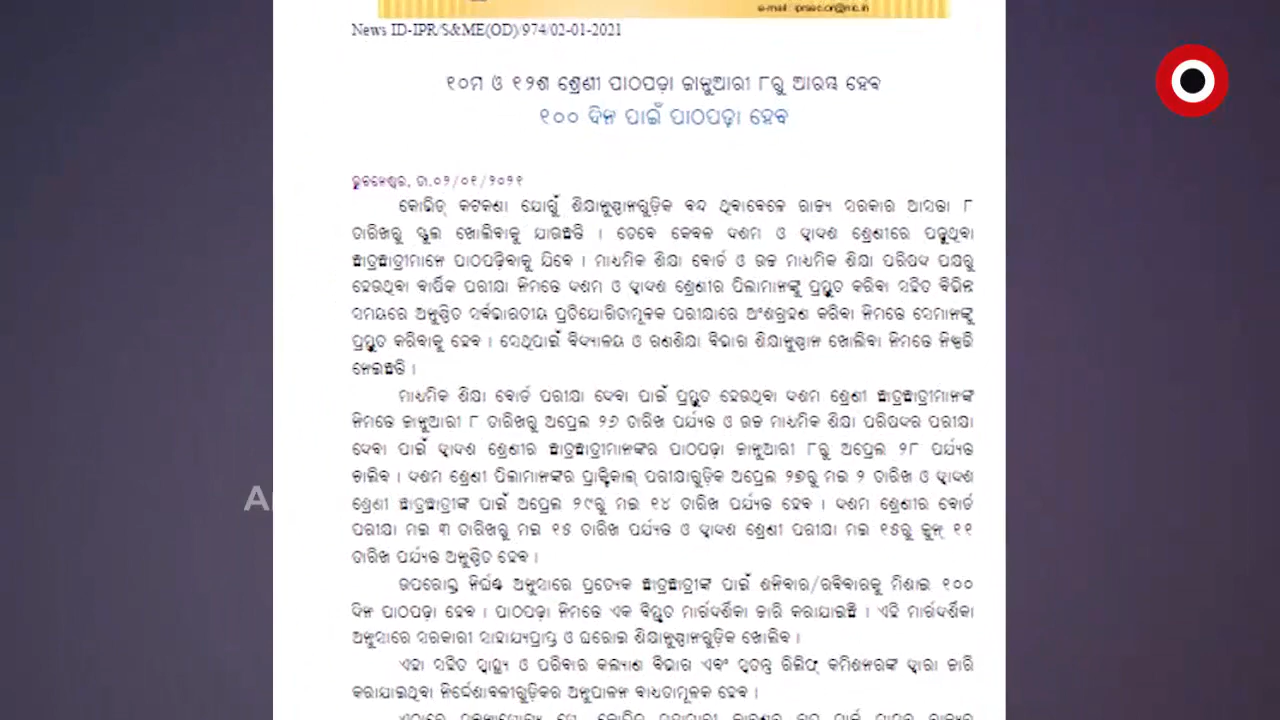 e-mail : iprsec.or@nic.in
News ID-IPR/S&ME(OD)/974/02-01-2021
୧୦ମ ଓ ୧୨ଶ ଶ୍ରେଣୀ ପାଠପଢ଼ା ଜାନୁଆରୀ ୮ରୁ ଆରମ୍ଭ ହେବ
୧୦୦ ଦିନ ପାଇଁ ପାଠପଢ଼ା ହେବ
ଭୁବନେଶ୍ୱର, ତା.୦୨/୦୧/୨୦୨୧
କୋଭିଡ୍ କଟକଣା ଯୋଗୁଁ ଶିକ୍ଷାନୁଷ୍ଠାନଗୁଡ଼ିକ ବନ୍ଦ ଥିବାବେଳେ ରାଜ୍ୟ ସରକାର ଆସନ୍ତା ୮
ତାରିଖରୁ ସ୍କୁଲ ଖୋଲିବାକୁ ଯାଉଛନ୍ତି । ତେବେ କେବଳ ଦଶମ ଓ ଦ୍ୱାଦଶ ଶ୍ରେଣୀରେ ପଢୁଥିବା
ଛାତ୍ରଛାତ୍ରୀମାନେ ପାଠପଢ଼ିବାକୁ ଯିବେ । ମାଧ୍ୟମିକ ଶିକ୍ଷା ବୋର୍ଡ ଓ ଉଚ୍ଚ ମାଧ୍ୟମିକ ଶିକ୍ଷା ପରିଷଦ ପକ୍ଷରୁ
ହେଉଥିବା ବାର୍ଷିକ ପରୀକ୍ଷା ନିମନ୍ତେ ଦଶମ ଓ ଦ୍ୱାଦଶ ଶ୍ରେଣୀର ପିଲାମାନଙ୍କୁ ପ୍ରସ୍ତୁତ କରିବା ସହିତ ବିଭିନ୍ନ
ସମୟରେ ଅନୁଷ୍ଠିତ ସର୍ବଭାରତୀୟ ପ୍ରତିଯୋଗିତାମୂଳକ ପରୀକ୍ଷାରେ ଅଂଶଗ୍ରହଣ କରିବା ନିମନ୍ତେ ସେମାନଙ୍କୁ
ପ୍ରସ୍ତୁତ କରିବାକୁ ହେବ । ସେଥିପାଇଁ ବିଦ୍ୟାଳୟ ଓ ଗଣଶିକ୍ଷା ବିଭାଗ ଶିକ୍ଷାନୁଷ୍ଠାନ ଖୋଲିବା ନିମନ୍ତେ ନିଷ୍ପତ୍ତି
ନେଇଛନ୍ତି ।
ମାଧ୍ୟମିକ ଶିକ୍ଷା ବୋର୍ଡ ପରୀକ୍ଷା ଦେବା ପାଇଁ ପ୍ରସ୍ତୁତ ହେଉଥିବା ଦଶମ ଶ୍ରେଣୀ ଛାତ୍ରଛାତ୍ରୀମାନଙ୍କ
ନିମନ୍ତେ ଜାନୁଆରୀ ୮ ତାରିଖରୁ ଅପ୍ରେଲ ୨୬ ତାରିଖ ପର୍ଯ୍ୟନ୍ତ ଓ ଉଚ୍ଚ ମାଧ୍ୟମିକ ଶିକ୍ଷା ପରିଷଦର ପରୀକ୍ଷା
ଦେବା ପାଇଁ ଦ୍ୱାଦଶ ଶ୍ରେଣୀର ଛାତ୍ରଛାତ୍ରୀମାନଙ୍କର ପାଠପଢ଼ା ଜାନୁଆରୀ ୮ରୁ ଅପ୍ରେଲ ୨୮ ପର୍ଯ୍ୟନ୍ତ
ଚାଲିବ । ଦଶମ ଶ୍ରେଣୀ ପିଲାମାନଙ୍କର ପ୍ରାକ୍ଟିକାଲ୍ ପରୀକ୍ଷାଗୁଡ଼ିକ ଅପ୍ରେଲ ୨୭ରୁ ମଇ ୨ ତାରିଖ ଓ ଦ୍ୱାଦଶ
ଶ୍ରେଣୀ ଛାତ୍ରଛାତ୍ରୀଙ୍କ ପାଇଁ ଅପ୍ରେଲ ୨୯ରୁ ମଇ ୧୪ ତାରିଖ ପର୍ଯ୍ୟନ୍ତ ହେବ । ଦଶମ ଶ୍ରେଣୀର ବୋର୍ଡ
ପରୀକ୍ଷା ମଇ ୩ ତାରିଖରୁ ମଇ ୧୫ ତାରିଖ ପର୍ଯ୍ୟନ୍ତ ଓ ଦ୍ୱାଦଶ ଶ୍ରେଣୀ ପରୀକ୍ଷା ମଇ ୧୫ରୁ ଜୁନ୍ ୧୧
ତାରିଖ ପର୍ଯ୍ୟନ୍ତ ଅନୁଷ୍ଠିତ ହେବ ।
ଉପରୋକ୍ତ ନିର୍ଘଣ୍ଟ ଅନୁସାରେ ପ୍ରତ୍ୟେକ ଛାତ୍ରଛାତ୍ରୀଙ୍କ ପାଇଁ ଶନିବାର/ରବିବାରକୁ ମିଶାଇ ୧୦୦
ଦିନ ପାଠପଢ଼ା ହେବ । ପାଠପଢ଼ା ନିମନ୍ତେ ଏକ ବିସ୍ତୃତ ମାର୍ଗଦର୍ଶିକା ଜାରି କରାଯାଇଛି । ଏହି ମାର୍ଗଦର୍ଶିକା
ଅନୁସାରେ ସରକାରୀ ସାହାଯ୍ୟପ୍ରାପ୍ତ ଓ ଘରୋଇ ଶିକ୍ଷାନୁଷ୍ଠାନଗୁଡ଼ିକ ଖୋଲିବ ।
ଏହା ସହିତ ସ୍ୱାସ୍ଥ୍ୟ ଓ ପରିବାର କଲ୍ୟାଣ ବିଭାଗ ଏବଂ ସ୍ୱତନ୍ତ୍ର ରିଲିଫ୍ କମିଶନରଙ୍କ ଦ୍ୱାରା ଜାରି
କରାଯାଇଥିବା ନିର୍ଦ୍ଦେଶାବଳୀଗୁଡ଼ିକର ଅନୁପାଳନ ବାଧ୍ୟତାମୂଳକ ହେବ ।